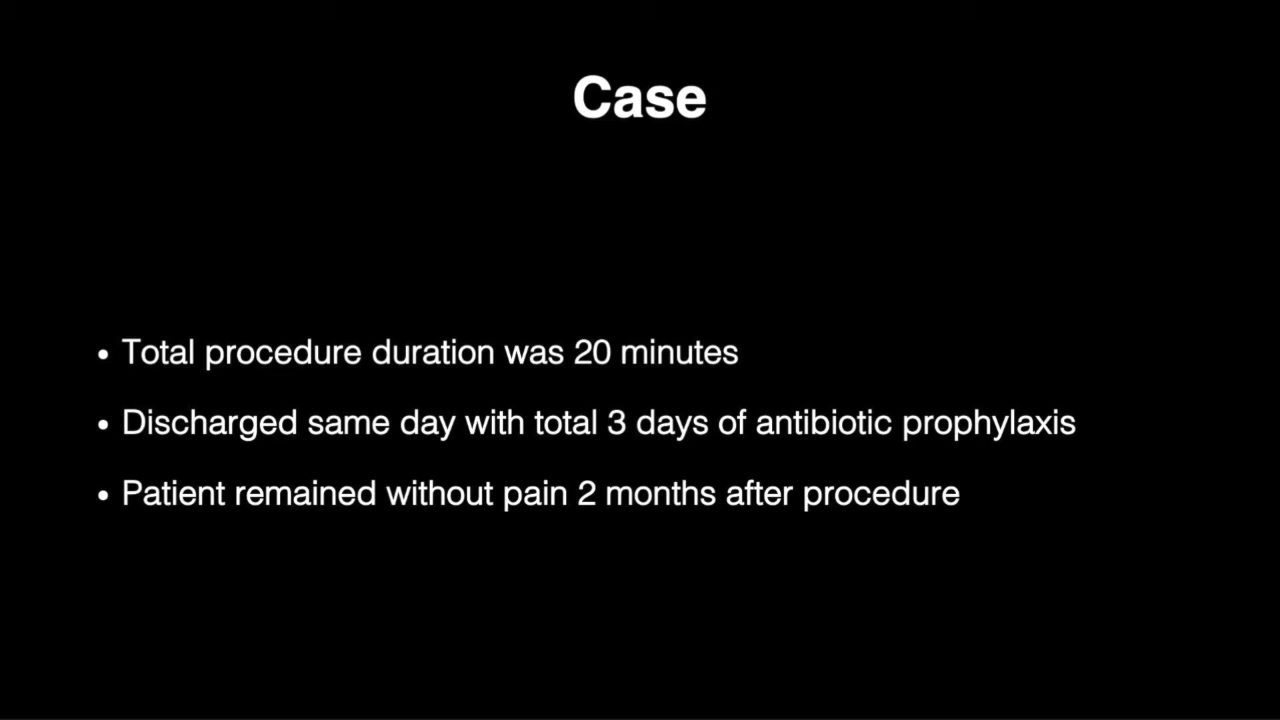 Case
• Total procedure duration was 20 minutes
• Discharged same day with total 3 days of antibiotic prophylaxis
• Patient remained without pain 2 months after procedure